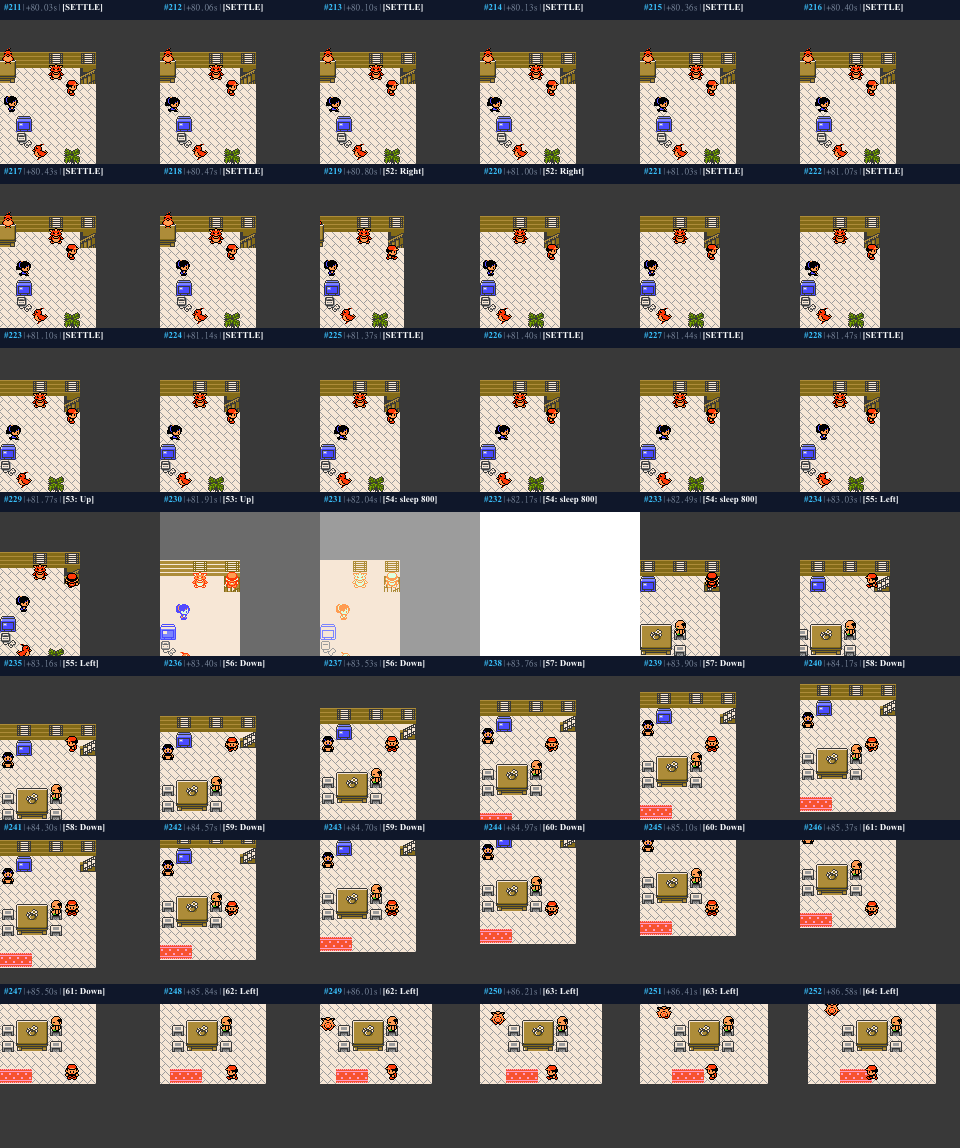 #211 | +80.03s | [SETTLE] #212 | +80.06s | [SETTLE] #213 | +80.10s | [SETTLE] #214 | +80.13s | [SETTLE] #215 | +80.36s | [SETTLE] #216 | +80.40s | [SETTLE]
#217 | +80.43s | [SETTLE] #218 | +80.47s | [SETTLE] #219 | +80.80s | [52: Right] #220 | +81.00s | [52: Right] #221 | +81.03s | [SETTLE] #222 | +81.07s | [SETTLE]
#223 | +81.10s | [SETTLE] #224 | +81.14s | [SETTLE] #225 | +81.37s | [SETTLE] #226 | +81.40s | [SETTLE] #227 | +81.44s | [SETTLE] #228 | +81.47s | [SETTLE]
#229 | +81.77s | [53: Up] #230 | +81.91s | [53: Up] #231 | +82.04s | [54: sleep 800] #232 | +82.17s | [54: sleep 800] #233 | +82.49s | [54: sleep 800] #234 | +83.03s | [55: Left]
#235 | +83.16s | [55: Left] #236 | +83.40s | [56: Down] #237 | +83.53s | [56: Down] #238 | +83.76s | [57: Down] #239 | +83.90s | [57: Down] #240 | +84.17s | [58: Down]
#241 | +84.30s | [58: Down] #242 | +84.57s | [59: Down] #243 | +84.70s | [59: Down] #244 | +84.97s | [60: Down] #245 | +85.10s | [60: Down] #246 | +85.37s | [61: Down]
#247 | +85.50s | [61: Down] #248 | +85.84s | [62: Left] #249 | +86.01s | [62: Left] #250 | +86.21s | [63: Left] #251 | +86.41s | [63: Left] #252 | +86.58s | [64: Left]